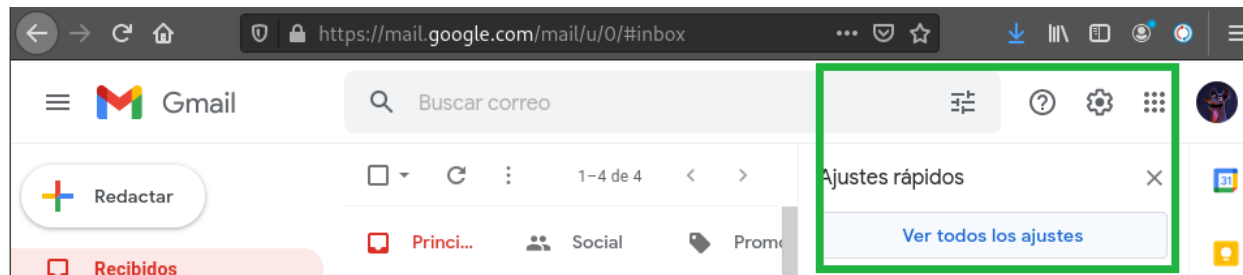 https://mail.google.com/mail/u/0/#inbox
Gmail
Buscar correo
Redactar
1–4 de 4
Ajustes rápidos
Princi...
Social
Promo
Ver todos los ajustes
Recibidos
31